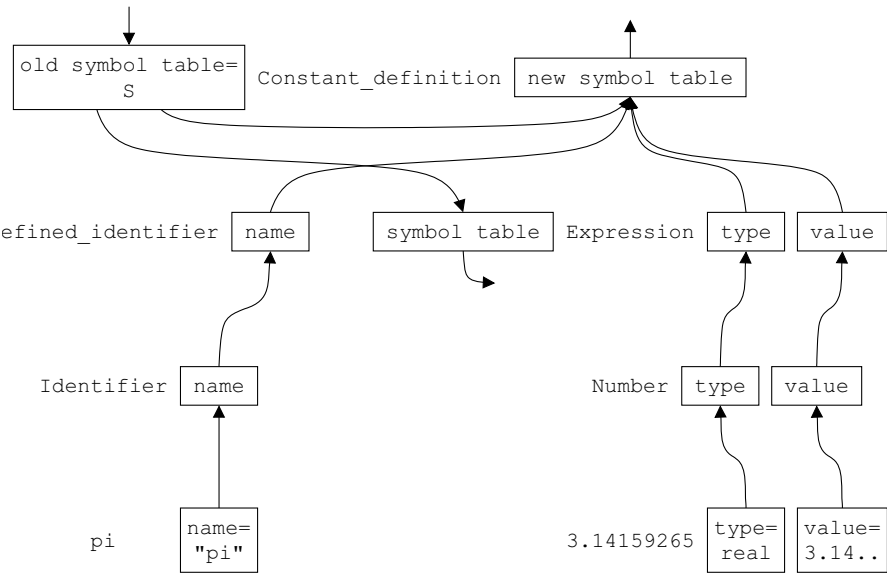 old symbol table=
S
Constant_definition
new symbol table
efined_identifier
name
symbol table
Expression
type
value
Identifier
name
Number
type
value
pi
name=
"pi"
3.14159265
type=
real
value=
3.14..